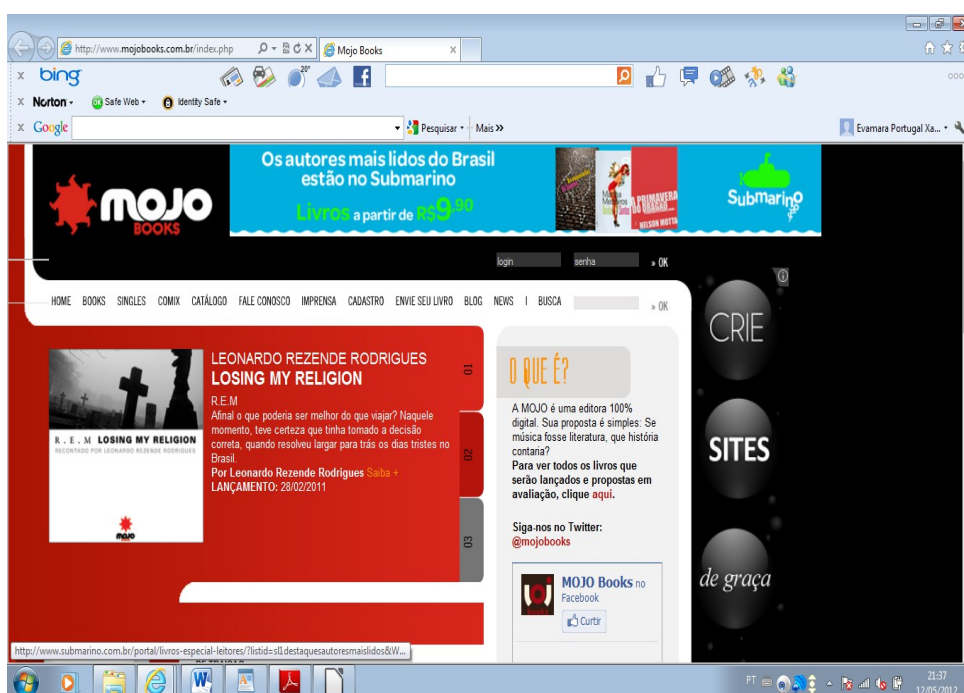 http://www.mojobooks.com.br/index.php
Mojo Books
bing
20°
Norton
Safe Web
Identity Safe
Google
Pesquisar
Mais »
Evamara Portugal Xa...
MOJO
BOOKS
Os autores mais lidos do Brasil
estão no Submarino
Livros a partir de R$9,90
A PRIMAVERA
DO DRAGÃO
NELSON MOTTA
Submarino
login senha » OK
HOME BOOKS SINGLES COMIX CATÁLOGO FALE CONOSCO IMPRENSA CADASTRO ENVIE SEU LIVRO BLOG NEWS | BUSCA » OK
LEONARDO REZENDE RODRIGUES
LOSING MY RELIGION
R.E.M
Afinal o que poderia ser melhor do que viajar? Naquele
momento, teve certeza que tinha tomado a decisão
correta, quando resolveu largar para trás os dias tristes no
Brasil.
Por Leonardo Rezende Rodrigues Saiba +
LANÇAMENTO: 28/02/2011
R.E.M LOSING MY RELIGION
RECONTADO POR LEONARDO REZENDE RODRIGUES
mojo
01
02
03
O QUE É?
A MOJO é uma editora 100%
digital. Sua proposta é simples: Se
música fosse literatura, que história
contaria?
Para ver todos os livros que
serão lançados e propostas em
avaliação, clique aqui.
Siga-nos no Twitter:
@mojobooks
MOJO Books no
Facebook
Curtir
CRIE
SITES
de graça
http://www.submarino.com.br/portal/livros-especial-leitores/?listid=sl1destaquesautoresmaislidos&W...
PT
21:37
12/05/2012